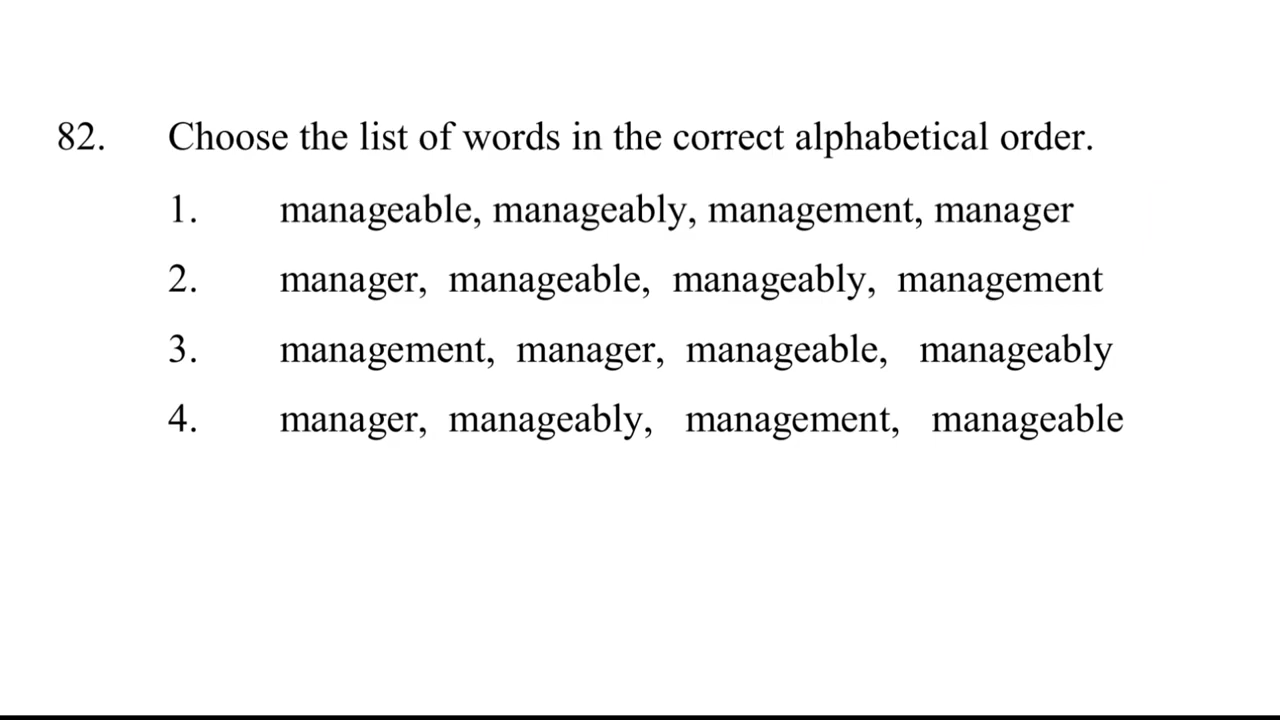 82. Choose the list of words in the correct alphabetical order.
1. manageable, manageably, management, manager
2. manager, manageable, manageably, management
3. management, manager, manageable, manageably
4. manager, manageably, management, manageable